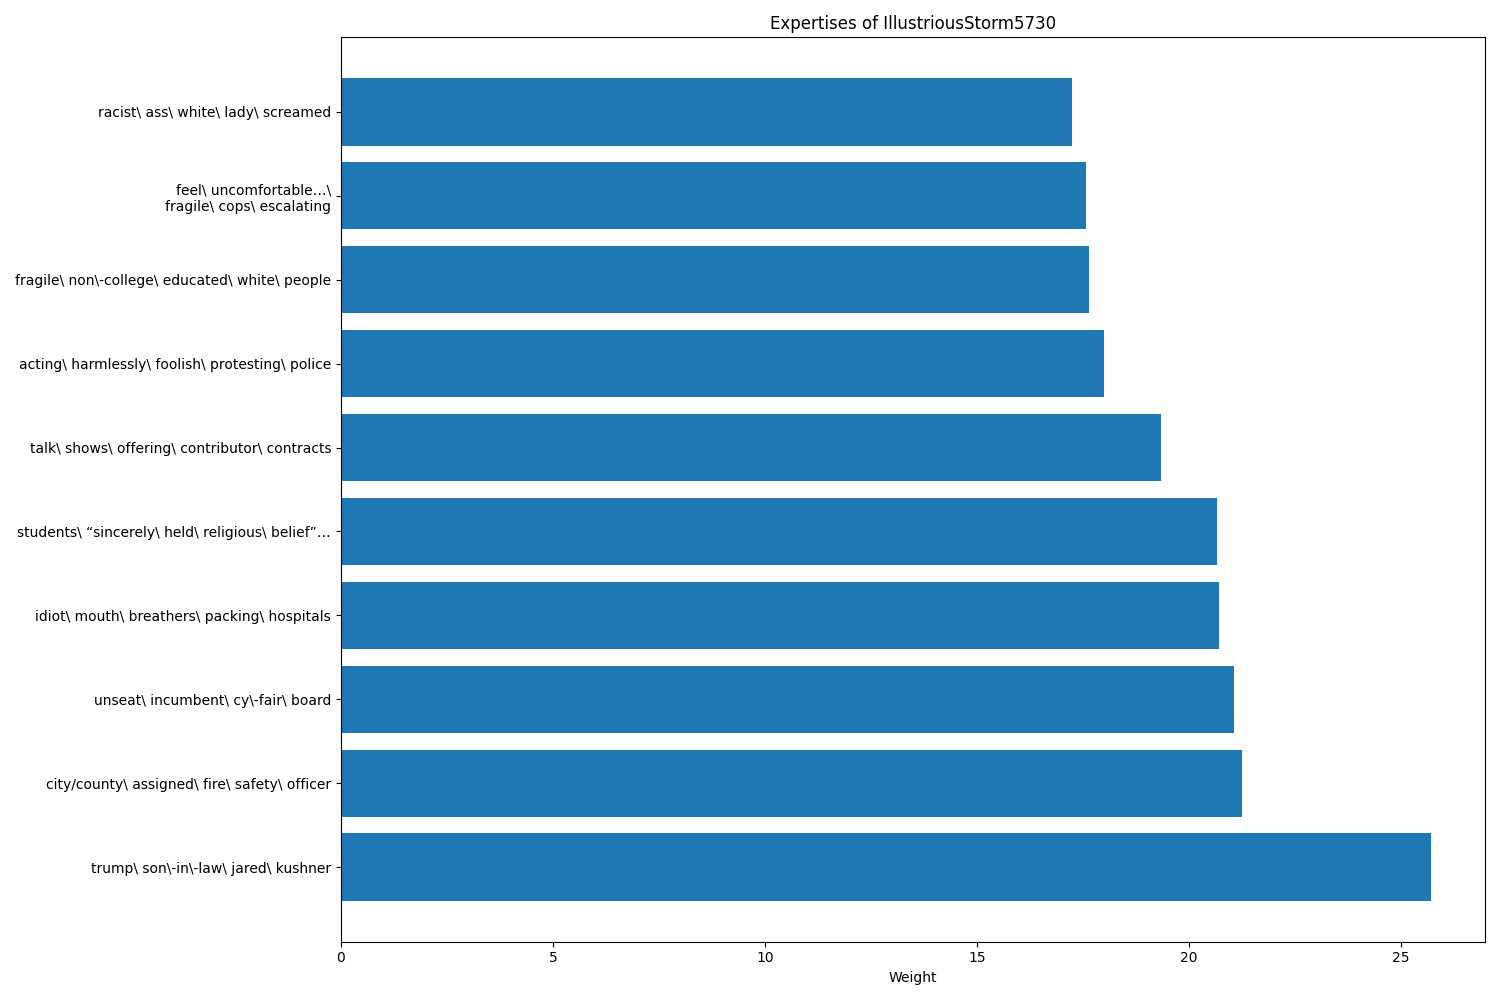 Expertises of IllustriousStorm5730
racist\ ass\ white\ lady\ screamed
feel\ uncomfortable…\
fragile\ cops\ escalating
fragile\ non\-college\ educated\ white\ people
acting\ harmlessly\ foolish\ protesting\ police
talk\ shows\ offering\ contributor\ contracts
students\ “sincerely\ held\ religious\ belief”…
idiot\ mouth\ breathers\ packing\ hospitals
unseat\ incumbent\ cy\-fair\ board
city/county\ assigned\ fire\ safety\ officer
trump\ son\-in\-law\ jared\ kushner
0 5 10 15 20 25
Weight